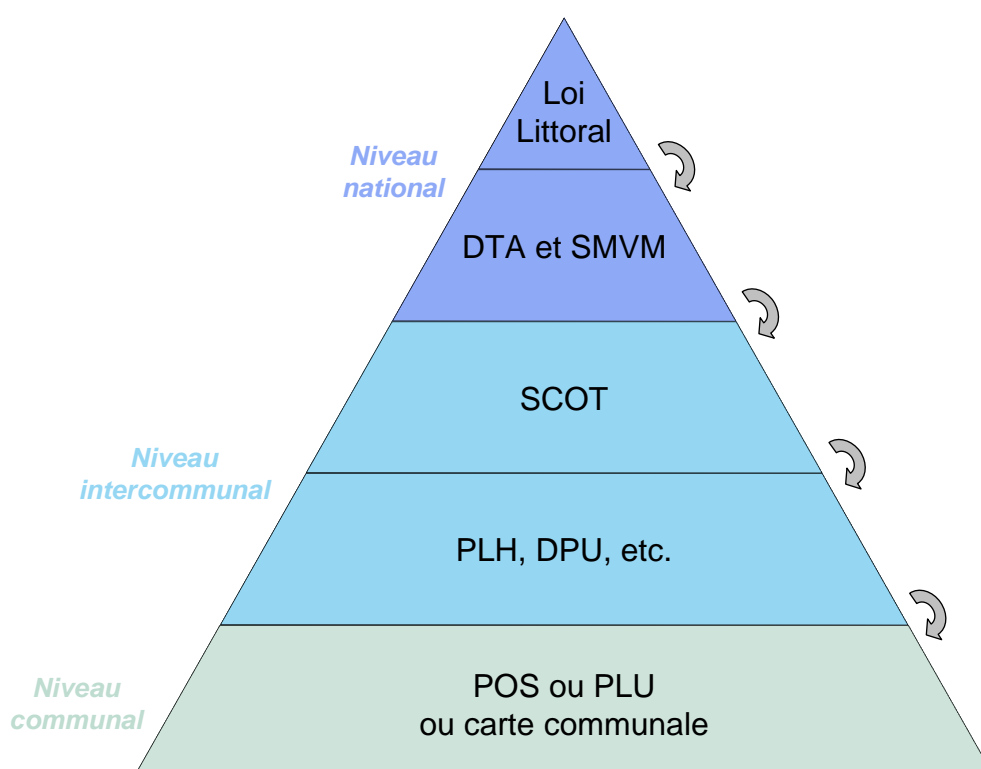 Loi
Littoral
Niveau
national
DTA et SMVM
SCOT
Niveau
intercommunal
PLH, DPU, etc.
Niveau
communal
POS ou PLU
ou carte communale